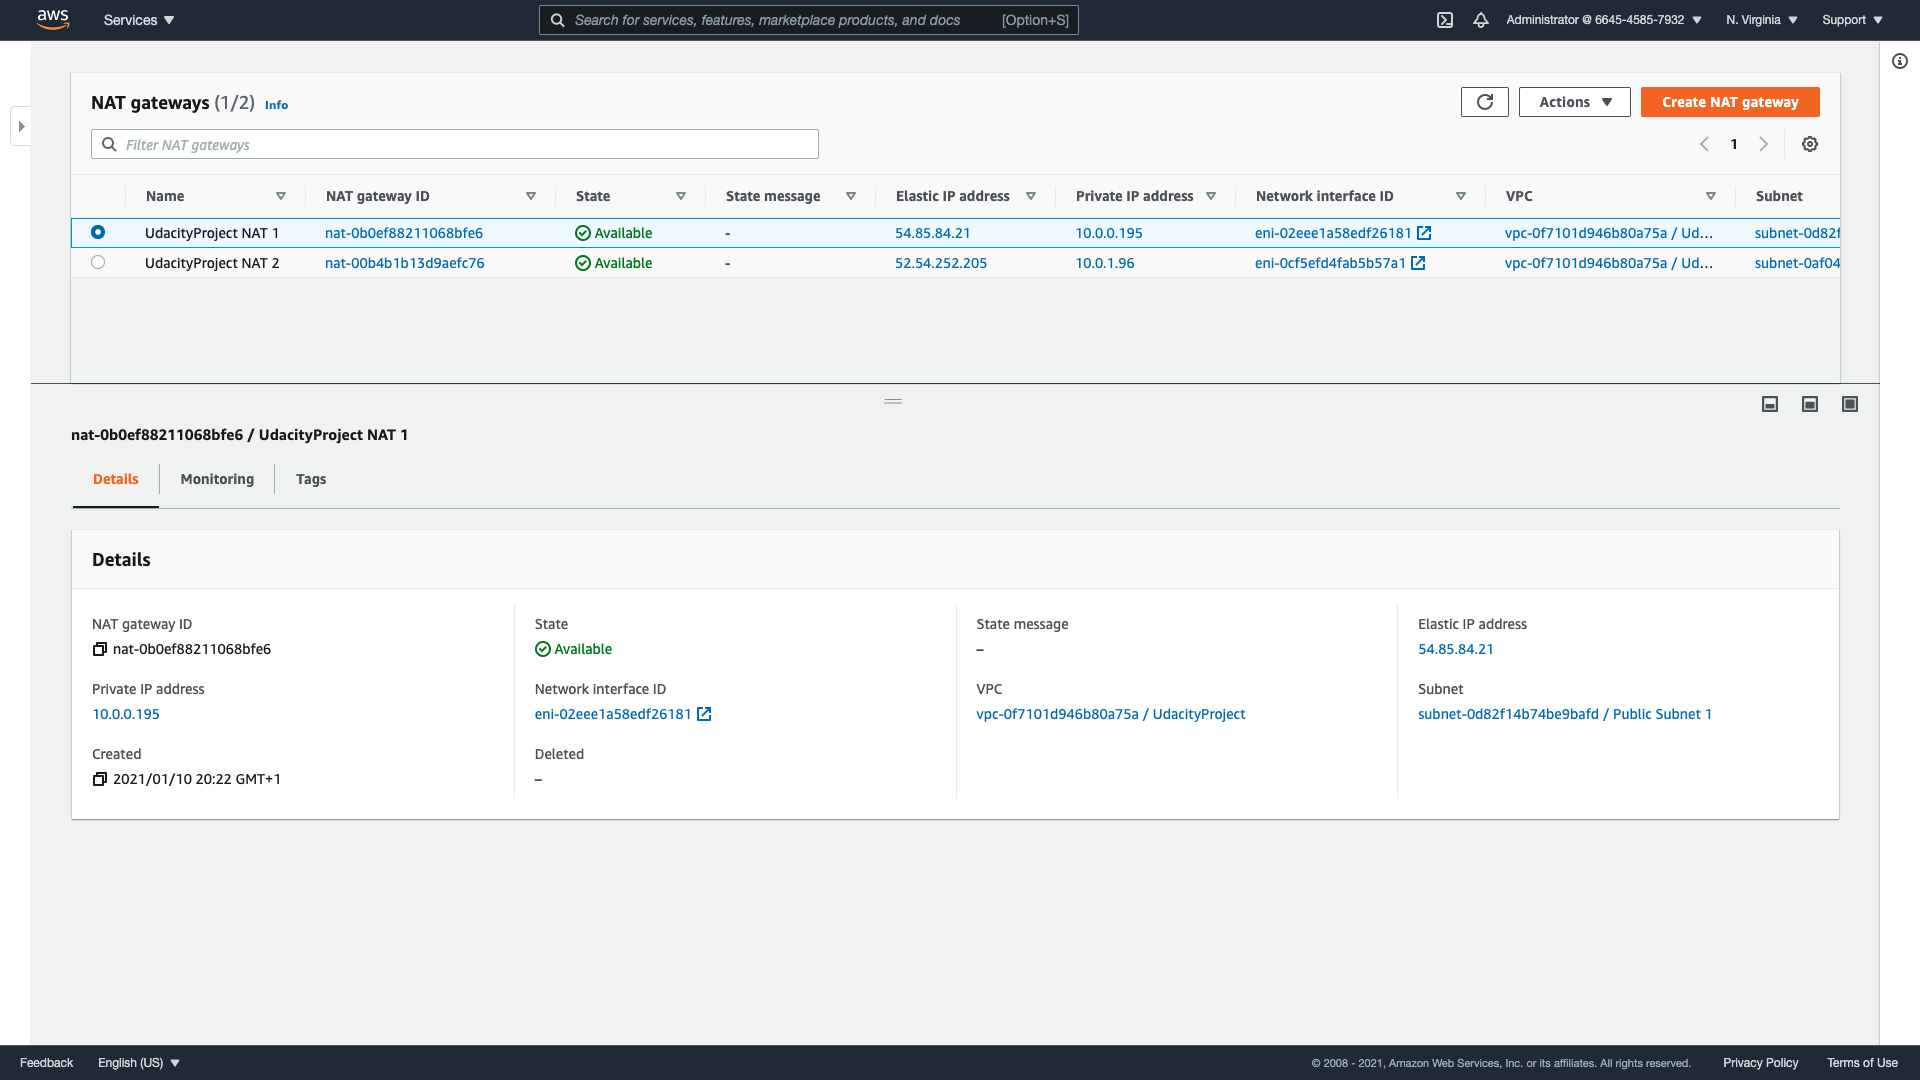 aws Services Search for services, features, marketplace products, and docs [Option+S] Administrator @ 6645-4585-7932 N. Virginia Support
NAT gateways (1/2) Info Actions Create NAT gateway
Filter NAT gateways 1
Name NAT gateway ID State State message Elastic IP address Private IP address Network interface ID VPC Subnet
UdacityProject NAT 1 nat-0b0ef88211068bfe6 Available - 54.85.84.21 10.0.0.195 eni-02eee1a58edf26181 vpc-0f7101d946b80a75a / Ud... subnet-0d82f
UdacityProject NAT 2 nat-00b4b1b13d9aefc76 Available - 52.54.252.205 10.0.1.96 eni-0cf5efd4fab5b57a1 vpc-0f7101d946b80a75a / Ud... subnet-0af04
nat-0b0ef88211068bfe6 / UdacityProject NAT 1
Details Monitoring Tags
Details
NAT gateway ID State State message Elastic IP address
nat-0b0ef88211068bfe6 Available – 54.85.84.21
Private IP address Network interface ID VPC Subnet
10.0.0.195 eni-02eee1a58edf26181 vpc-0f7101d946b80a75a / UdacityProject subnet-0d82f14b74be9bafd / Public Subnet 1
Created Deleted
2021/01/10 20:22 GMT+1 –
Feedback English (US) © 2008 - 2021, Amazon Web Services, Inc. or its affiliates. All rights reserved. Privacy Policy Terms of Use